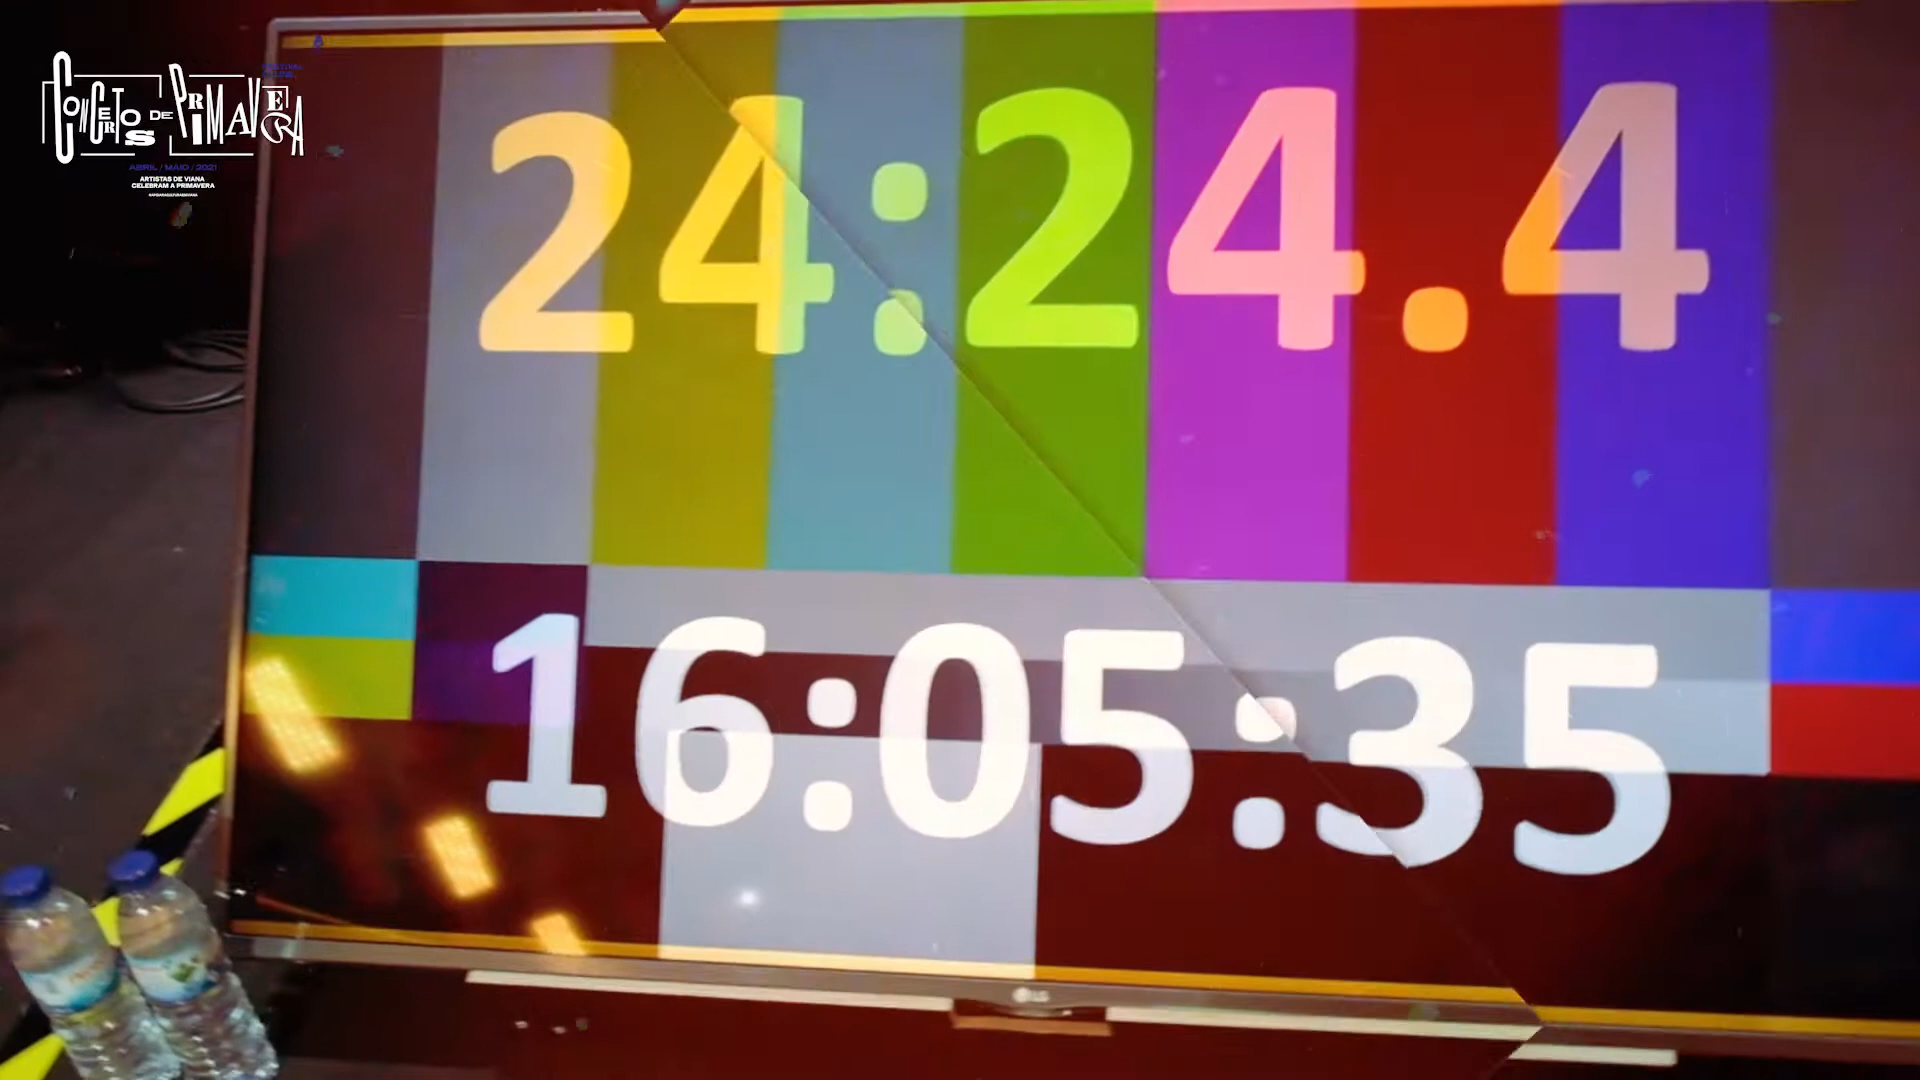 CONCERTOS DE PRIMAVERA
ABRIL / MAIO / 2021
ARTISTAS DE VIANA
CELEBRAM A PRIMAVERA
24:24.4
16:05:35
LG